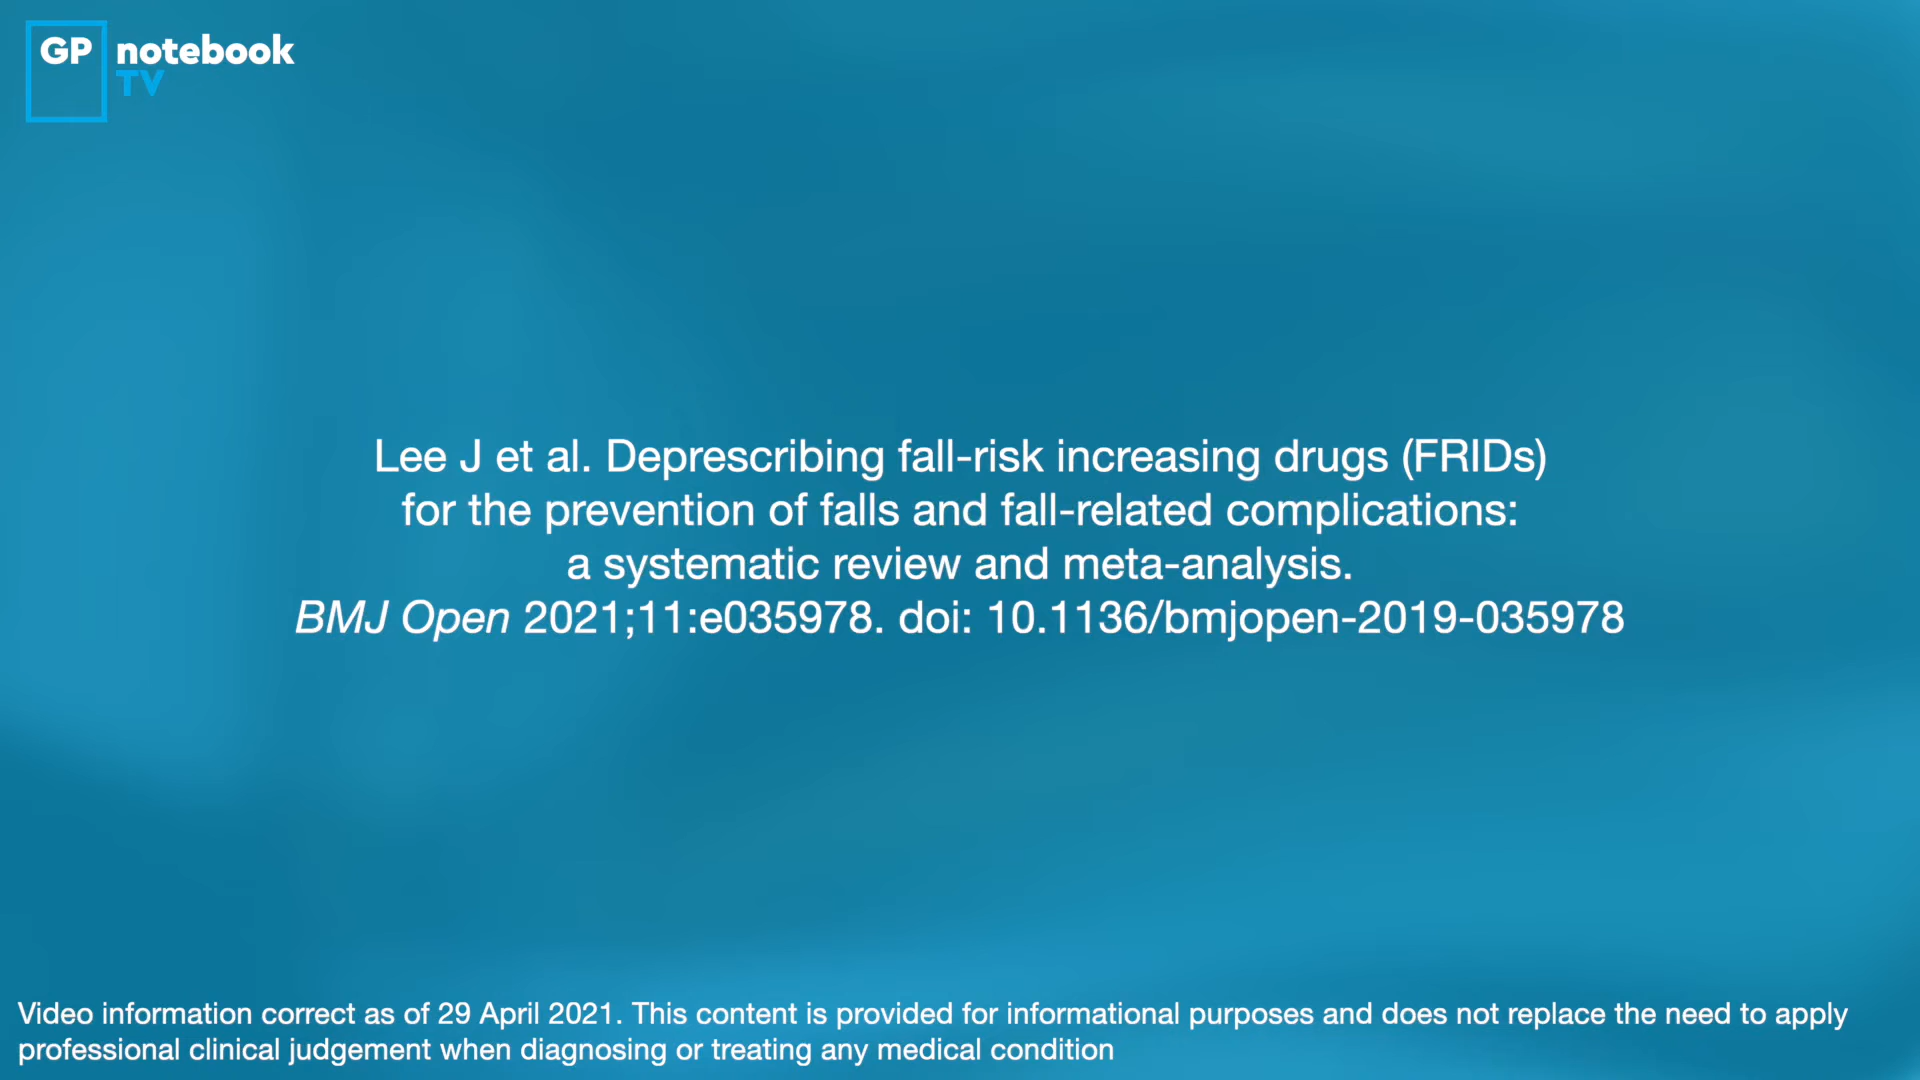 GP notebook
TV
Lee J et al. Deprescribing fall-risk increasing drugs (FRIDs)
for the prevention of falls and fall-related complications:
a systematic review and meta-analysis.
BMJ Open 2021;11:e035978. doi: 10.1136/bmjopen-2019-035978
Video information correct as of 29 April 2021. This content is provided for informational purposes and does not replace the need to apply
professional clinical judgement when diagnosing or treating any medical condition